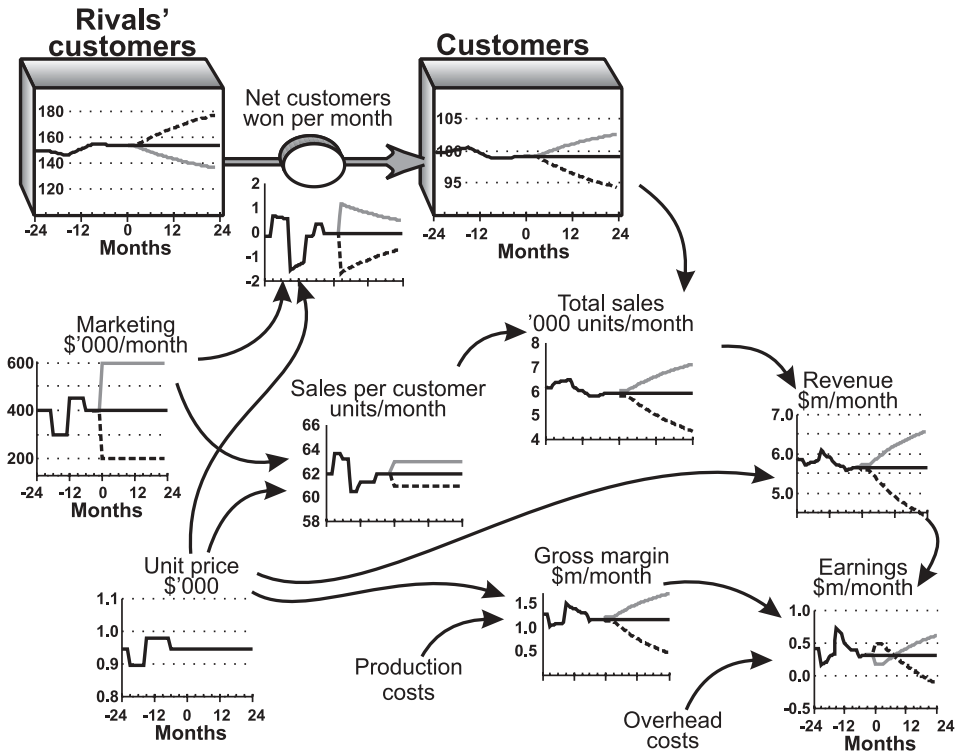 Rivals'
customers
180
160
140
120
-24 -12 0 12 24
Months
Net customers
won per month
2
1
0
-1
-2
Customers
105
100
95
-24 -12 0 12 24
Months
Marketing
$'000/month
600
400
200
-24 -12 0 12 24
Months
Sales per customer
units/month
66
64
62
60
58
Total sales
'000 units/month
8
7
6
5
4
Revenue
$m/month
7.0
6.0
5.0
Unit price
$'000
1.1
1.0
0.9
0.8
-24 -12 0 12 24
Months
Production
costs
Gross margin
$m/month
1.5
1.0
0.5
Overhead
costs
Earnings
$m/month
1.0
0.5
0.0
-0.5
-24 -12 0 12 24
Months